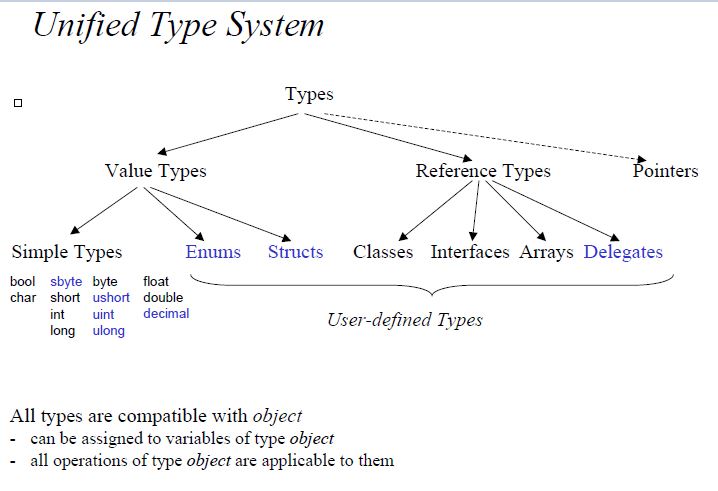 Unified Type System
Types
Value Types Reference Types Pointers
Simple Types Enums Structs Classes Interfaces Arrays Delegates
bool sbyte byte float
char short ushort double
int uint decimal
long ulong
User-defined Types
All types are compatible with object
- can be assigned to variables of type object
- all operations of type object are applicable to them